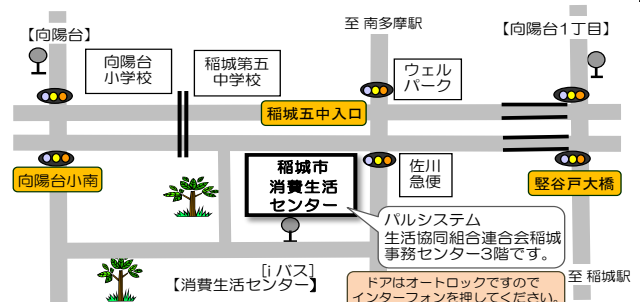 【向陽台】
至 南多摩駅
【向陽台1丁目】
向陽台
小学校
稲城第五
中学校
ウェル
パーク
稲城五中入口
向陽台小南
稲城市
消費生活
センター
佐川
急便
竪谷戸大橋
パルシステム
生活協同組合連合会稲城
事務センター3階です。
[i バス]
【消費生活センター】
至 稲城駅
ドアはオートロックですので
インターフォンを押してください。